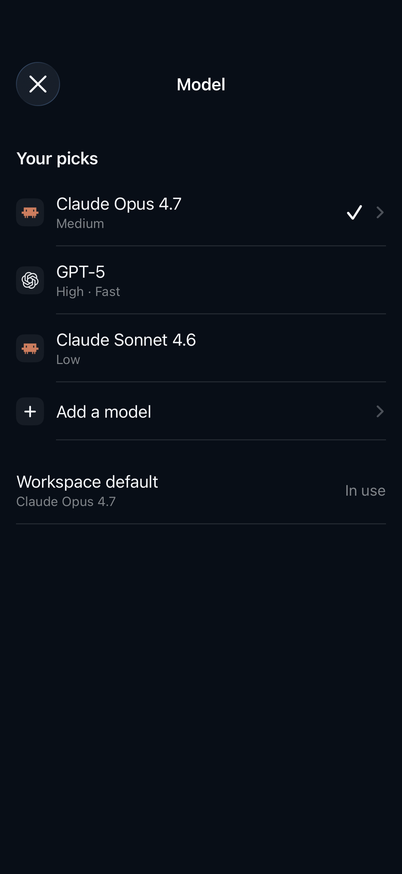 Model
Your picks
Claude Opus 4.7
Medium
GPT-5
High · Fast
Claude Sonnet 4.6
Low
Add a model
Workspace default
Claude Opus 4.7
In use